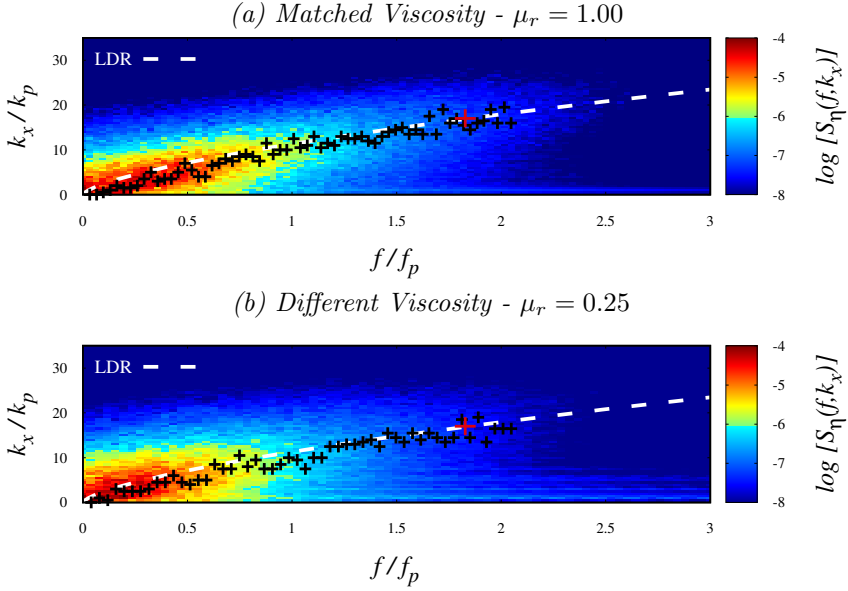 (a) Matched Viscosity - μr = 1.00
kx/kp
30
20
10
0
LDR
0 0.5 1 1.5 2 2.5 3
f/fp
-4
-5
-6
-7
-8
log [Sη(f,kx)]
(b) Different Viscosity - μr = 0.25
kx/kp
30
20
10
0
LDR
0 0.5 1 1.5 2 2.5 3
f/fp
-4
-5
-6
-7
-8
log [Sη(f,kx)]